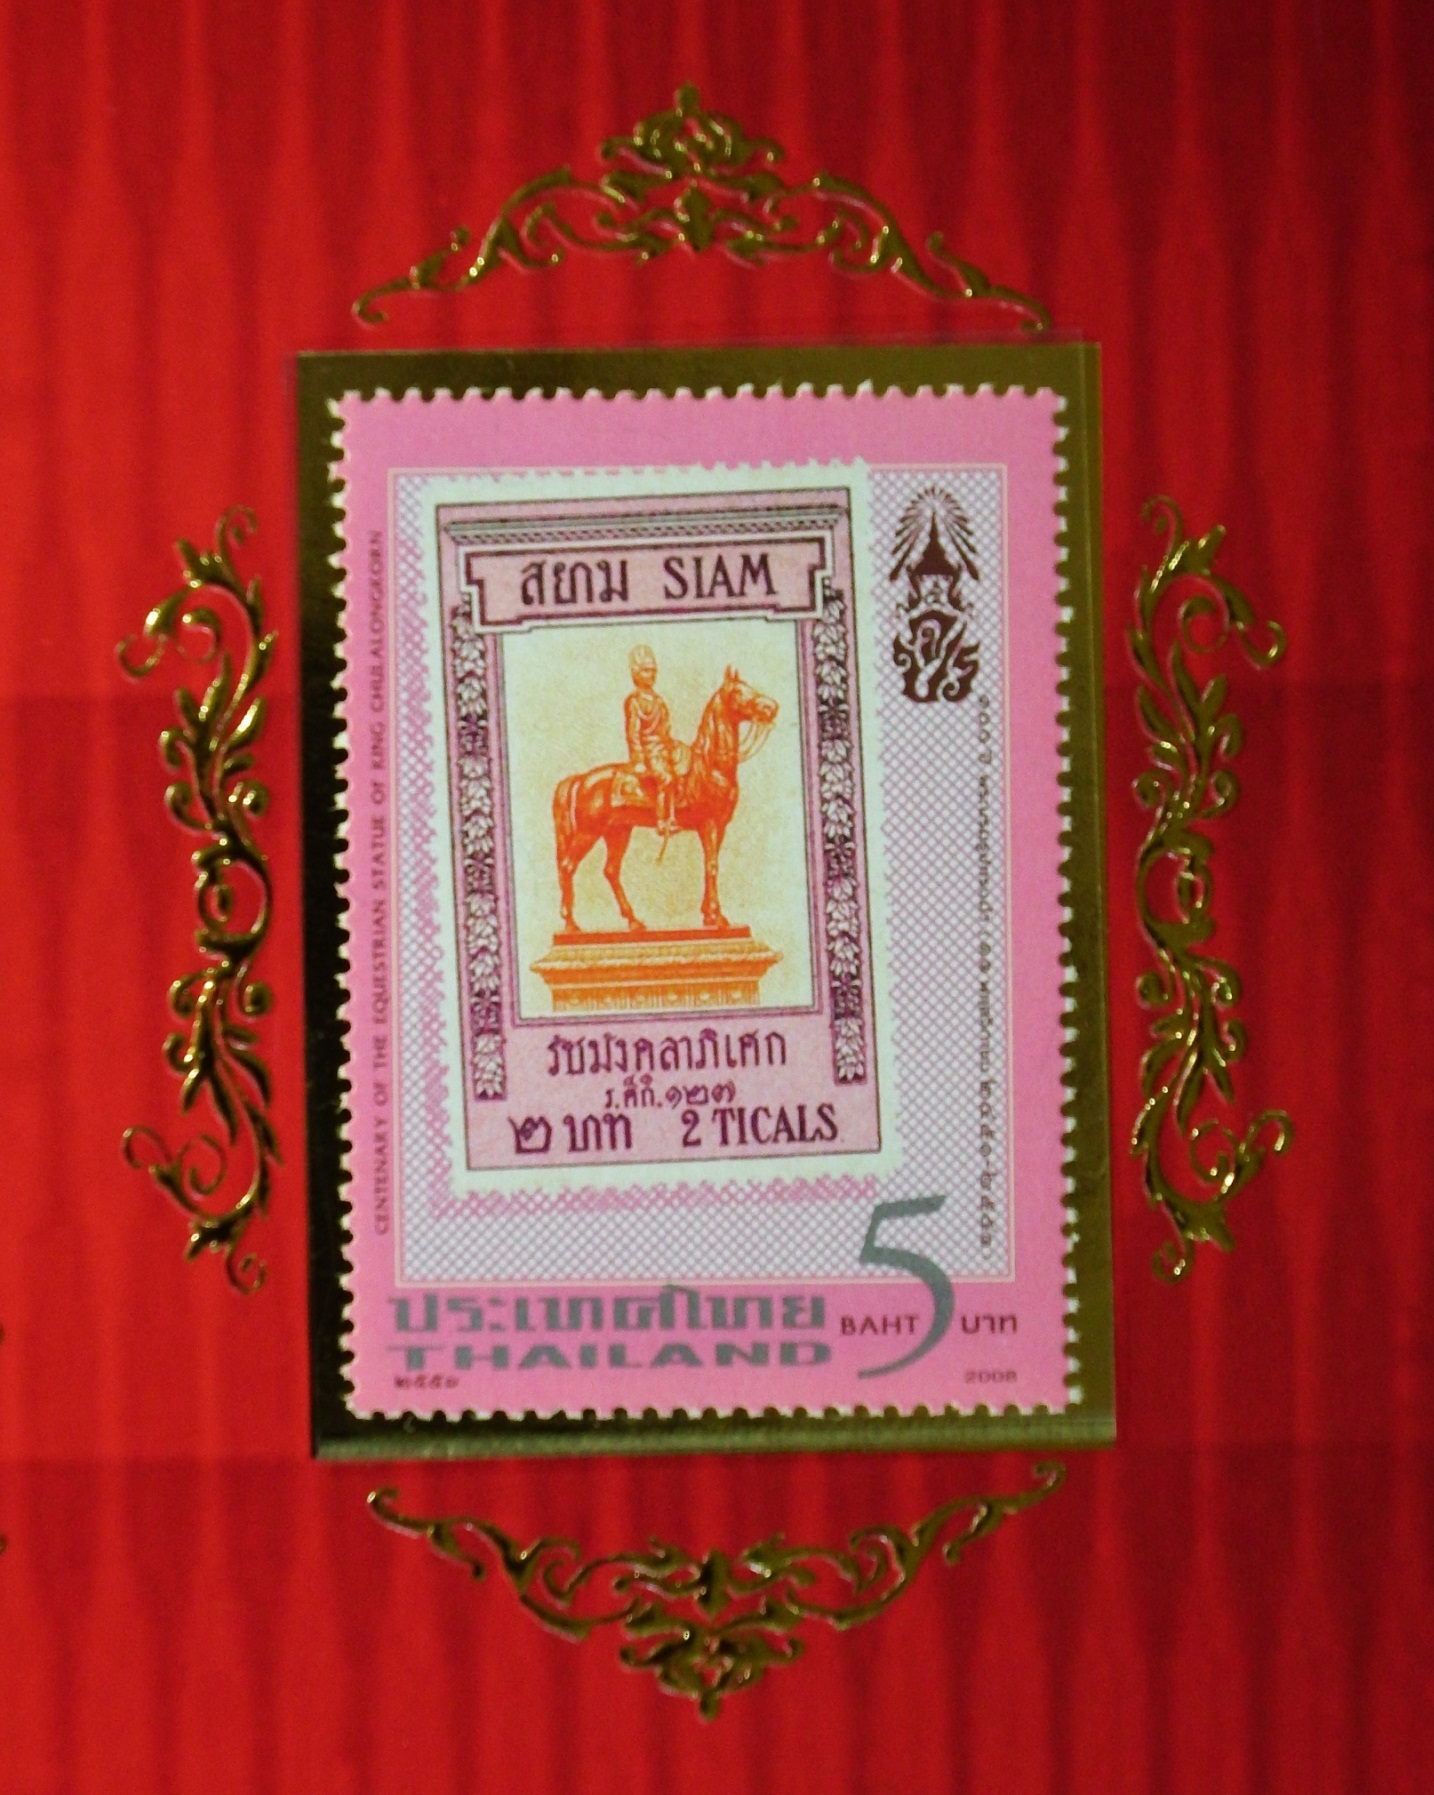 สยาม SIAM
รัชมังคลาภิเศก
ร.ศก.๑๒๗
๒ บาท 2 TICALS
CENTENARY OF THE EQUESTRIAN STATUE OF KING CHULALONGKORN
ประเทศไทย
THAILAND
BAHT 5 บาท
๒๕๕๑
2008